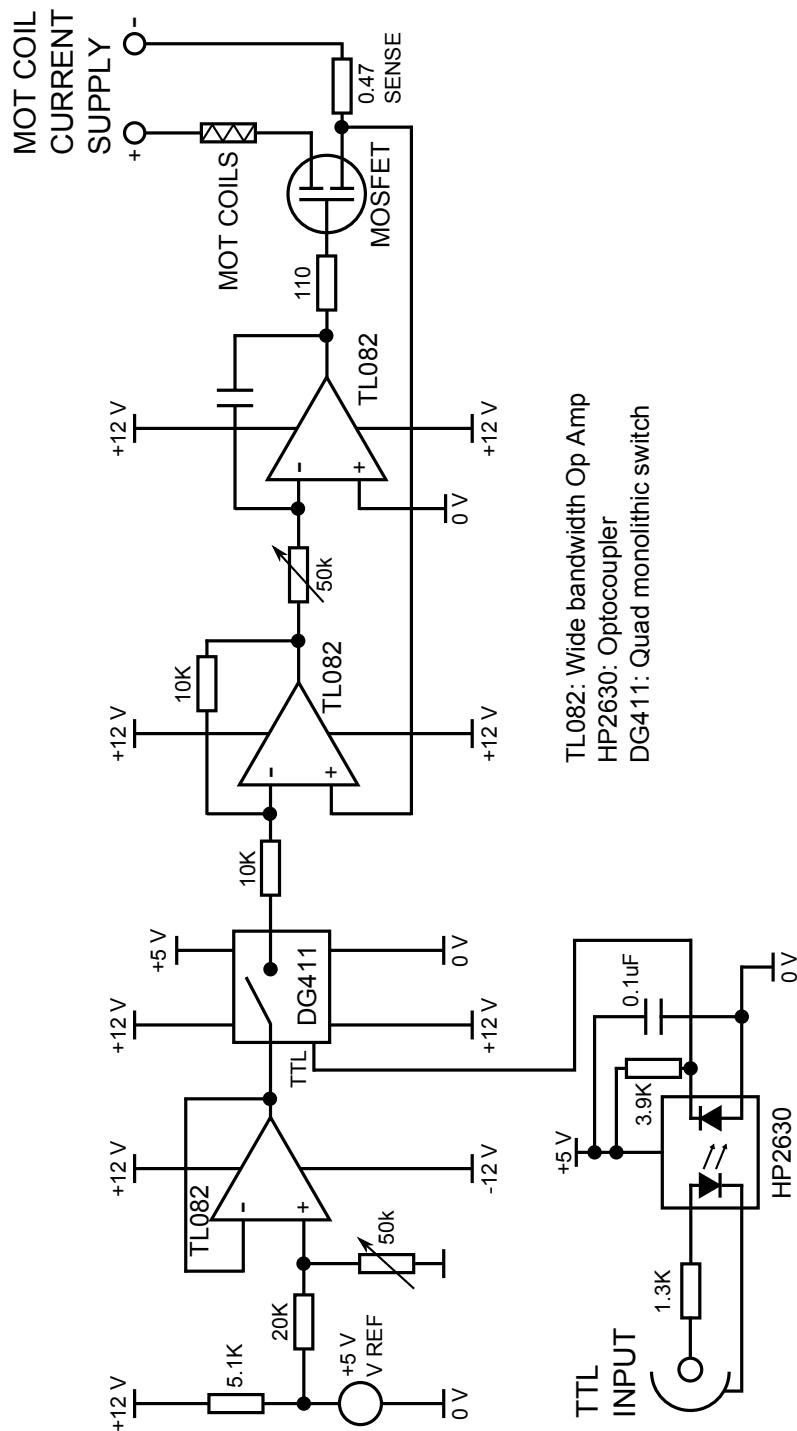 MOT COIL
CURRENT
SUPPLY
+
-
MOT COILS
0.47
SENSE
MOSFET
110
+12 V
TL082
-
+
+12 V
0 V
50k
10K
+12 V
TL082
-
+
+12 V
10K
+5 V
+12 V
DG411
TTL
0 V
+12 V
+12 V
TL082
-
+
-12 V
50k
20K
+12 V
5.1K
+5 V
V REF
0 V
TTL
INPUT
1.3K
+5 V
3.9K
0.1uF
HP2630
0 V
TL082: Wide bandwidth Op Amp
HP2630: Optocoupler
DG411: Quad monolithic switch